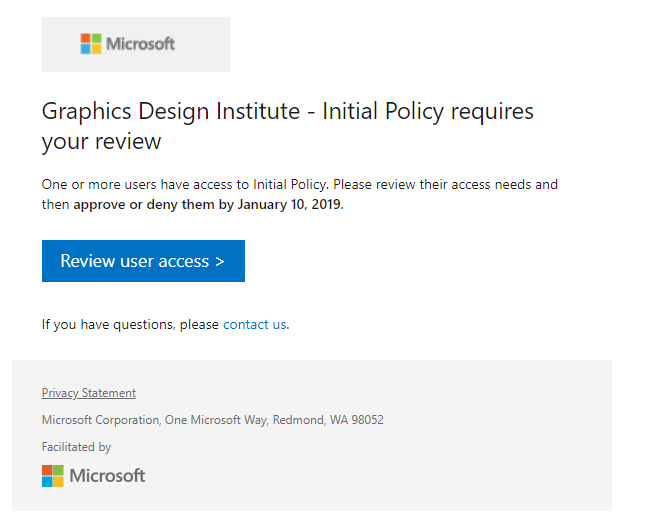 Microsoft
Graphics Design Institute - Initial Policy requires
your review
One or more users have access to Initial Policy. Please review their access needs and
then approve or deny them by January 10, 2019.
Review user access >
If you have questions, please contact us.
Privacy Statement
Microsoft Corporation, One Microsoft Way, Redmond, WA 98052
Facilitated by
Microsoft